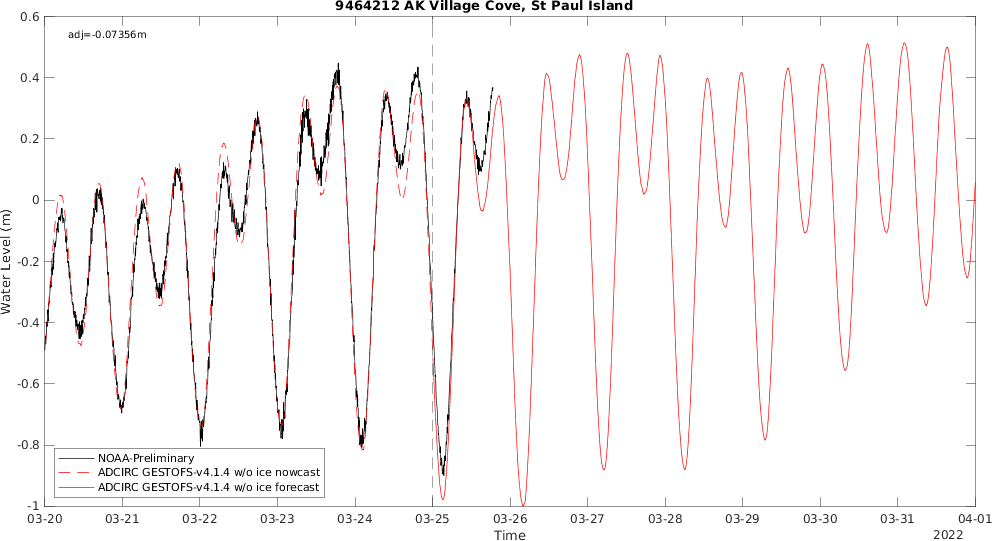 9464212 AK Village Cove, St Paul Island
adj=-0.07356m
Water Level (m)
0.6
0.4
0.2
0
-0.2
-0.4
-0.6
-0.8
-1
NOAA-Preliminary
ADCIRC GESTOFS-v4.1.4 w/o ice nowcast
ADCIRC GESTOFS-v4.1.4 w/o ice forecast
03-20 03-21 03-22 03-23 03-24 03-25 03-26 03-27 03-28 03-29 03-30 03-31 04-01
Time
2022